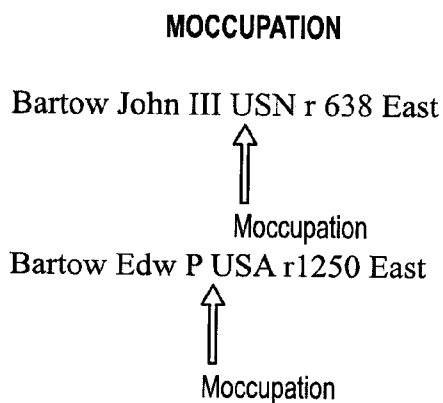 MOCCUPATION
Bartow John III USN r 638 East
Moccupation
Bartow Edw P USA r1250 East
Moccupation